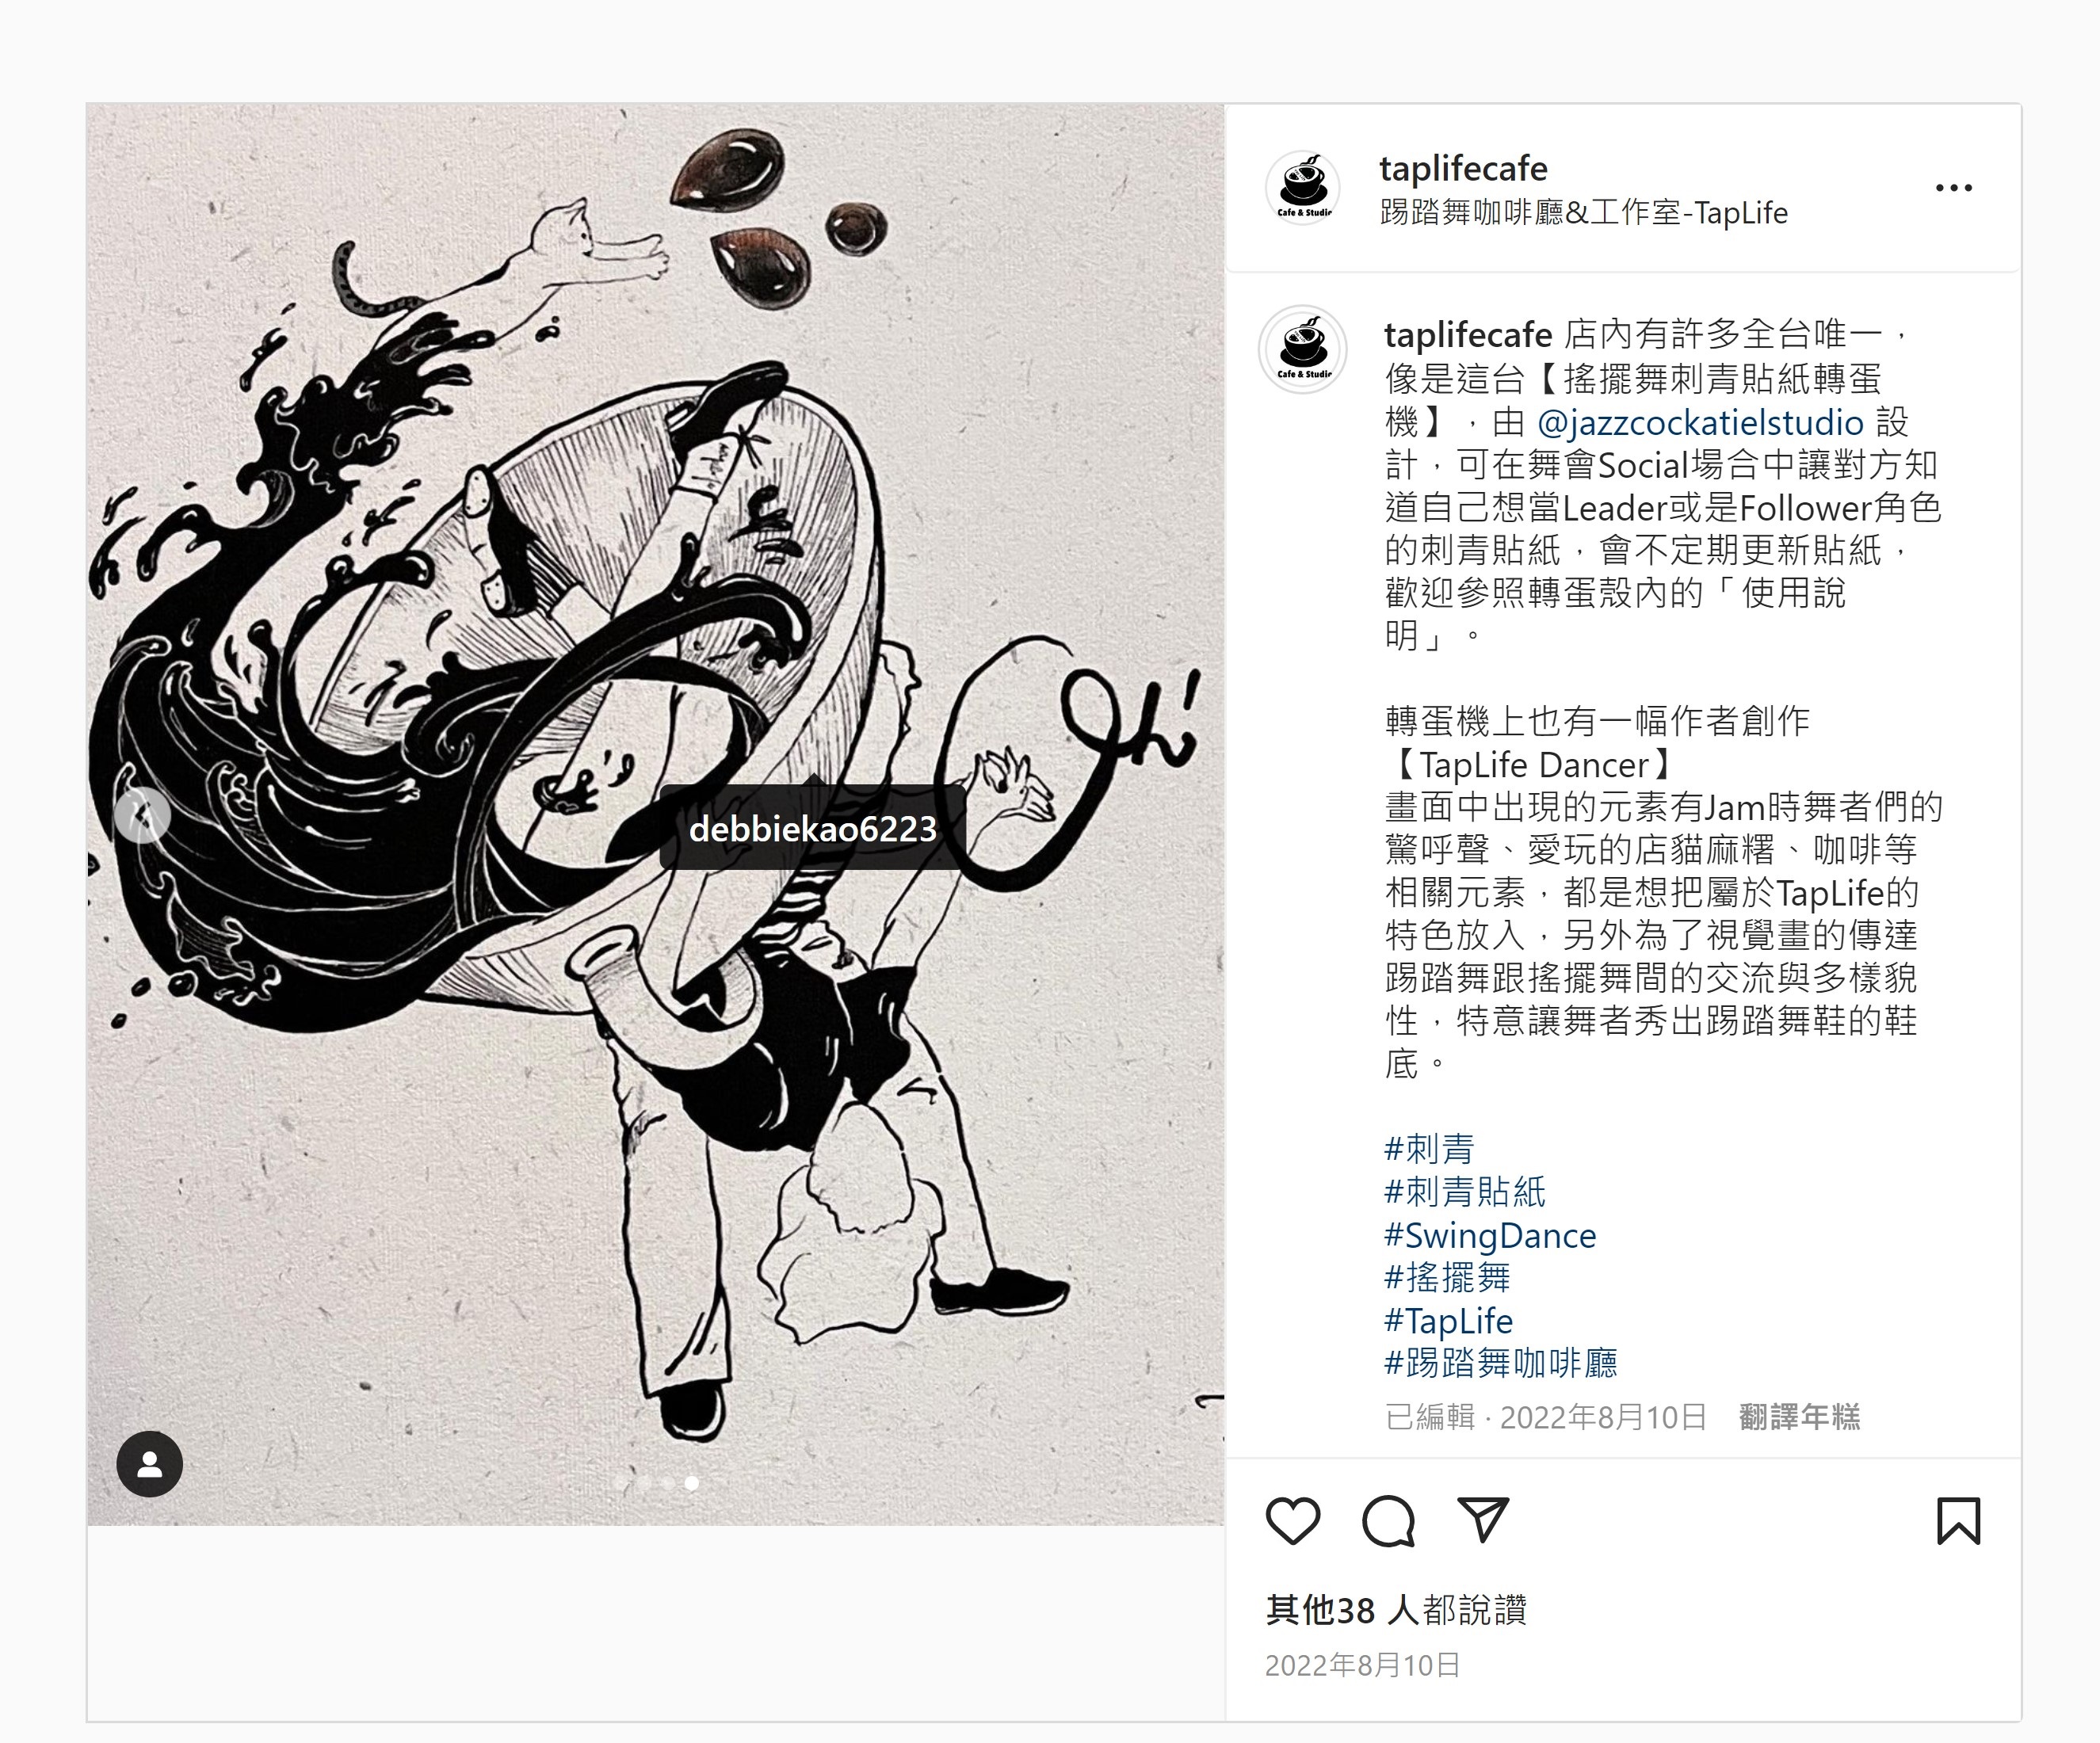 Oh!
debbiekao6223
Cafe & Studio
taplifecafe
踢踏舞咖啡廳&工作室-TapLife
Cafe & Studio
taplifecafe 店內有許多全台唯一，
像是這台【搖擺舞刺青貼紙轉蛋
機】，由 @jazzcockatielstudio 設
計，可在舞會Social場合中讓對方知
道自己想當Leader或是Follower角色
的刺青貼紙，會不定期更新貼紙，
歡迎參照轉蛋殼內的「使用說
明」。
轉蛋機上也有一幅作者創作
【TapLife Dancer】
畫面中出現的元素有Jam時舞者們的
驚呼聲、愛玩的店貓麻糬、咖啡等
相關元素，都是想把屬於TapLife的
特色放入，另外為了視覺畫的傳達
踢踏舞跟搖擺舞間的交流與多樣貌
性，特意讓舞者秀出踢踏舞鞋的鞋
底。
#刺青
#刺青貼紙
#SwingDance
#搖擺舞
#TapLife
#踢踏舞咖啡廳
已編輯 · 2022年8月10日 翻譯年糕
其他38 人都說讚
2022年8月10日